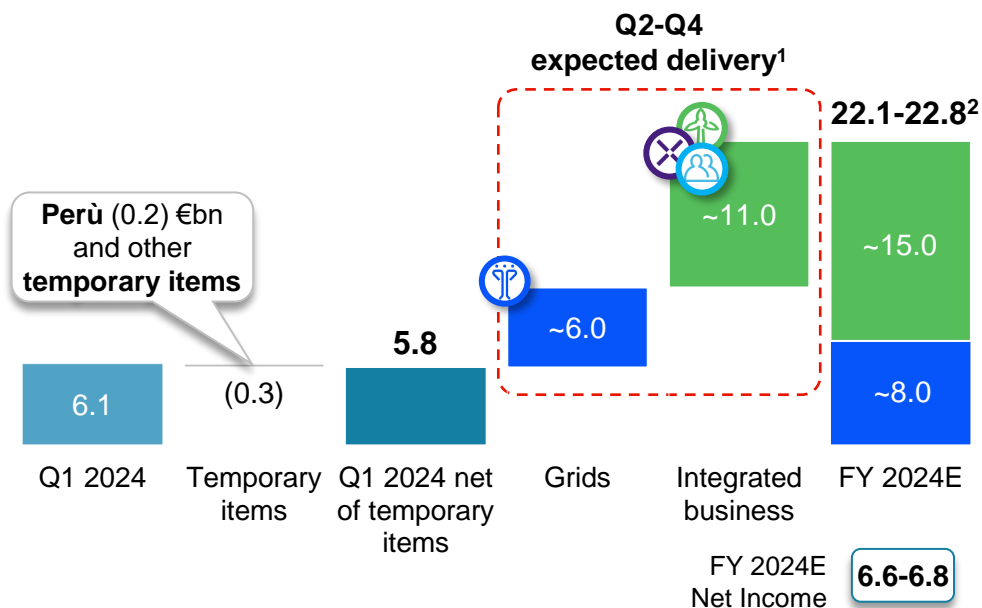 Q2-Q4
expected delivery¹
22.1-22.8²
Perù (0.2) €bn
and other
temporary items
~11.0
~15.0
5.8
~6.0
6.1
(0.3)
~8.0
Q1 2024
Temporary
items
Q1 2024 net
of temporary
items
Grids
Integrated
business
FY 2024E
FY 2024E
Net Income
6.6-6.8